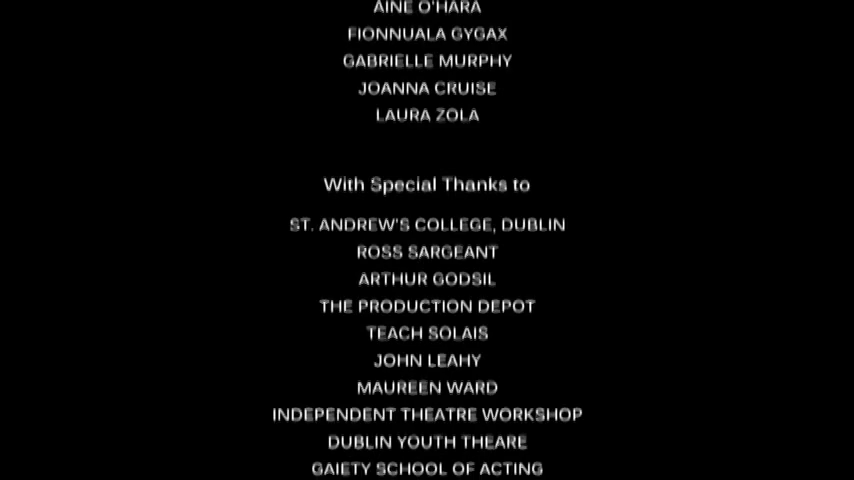 AINE O'HARA
FIONNUALA GYGAX
GABRIELLE MURPHY
JOANNA CRUISE
LAURA ZOLA
With Special Thanks to
ST. ANDREW'S COLLEGE, DUBLIN
ROSS SARGEANT
ARTHUR GODSIL
THE PRODUCTION DEPOT
TEACH SOLAIS
JOHN LEAHY
MAUREEN WARD
INDEPENDENT THEATRE WORKSHOP
DUBLIN YOUTH THEARE
GAIETY SCHOOL OF ACTING